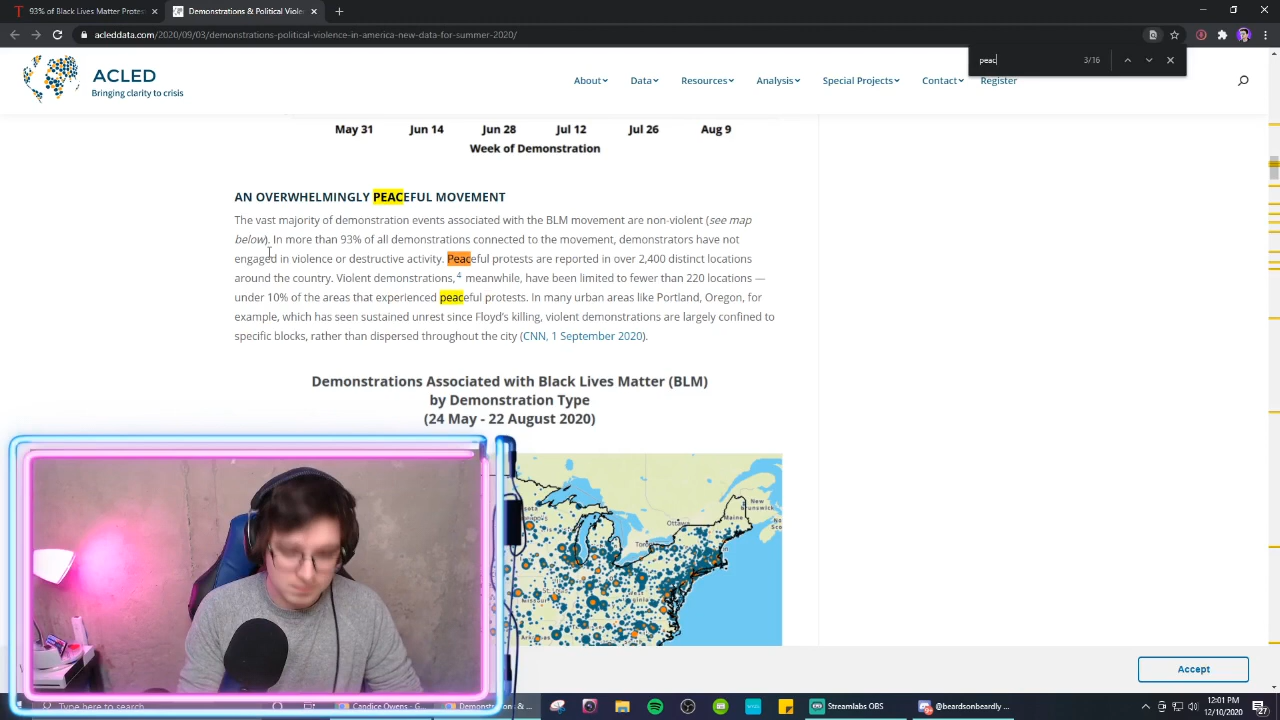 93% of Black Lives Matter Protest
Demonstrations & Political Violen
acleddata.com/2020/09/03/demonstrations-political-violence-in-america-new-data-for-summer-2020/
peac
3/16
ACLED
Bringing clarity to crisis
About Data Resources Analysis Special Projects Contact Register
May 31 Jun 14 Jun 28 Jul 12 Jul 26 Aug 9
Week of Demonstration
AN OVERWHELMINGLY PEACEFUL MOVEMENT
The vast majority of demonstration events associated with the BLM movement are non-violent (see map
below). In more than 93% of all demonstrations connected to the movement, demonstrators have not
engaged in violence or destructive activity. Peaceful protests are reported in over 2,400 distinct locations
around the country. Violent demonstrations,4 meanwhile, have been limited to fewer than 220 locations —
under 10% of the areas that experienced peaceful protests. In many urban areas like Portland, Oregon, for
example, which has seen sustained unrest since Floyd's killing, violent demonstrations are largely confined to
specific blocks, rather than dispersed throughout the city (CNN, 1 September 2020).
Demonstrations Associated with Black Lives Matter (BLM)
by Demonstration Type
(24 May - 22 August 2020)
New
Brunswick
Maine
Ottawa
Accept
Type here to search
Candice Owens - G...
Demonstrations & ...
Streamlabs OBS
@beardsonbeardly ...
12:01 PM
12/10/2020